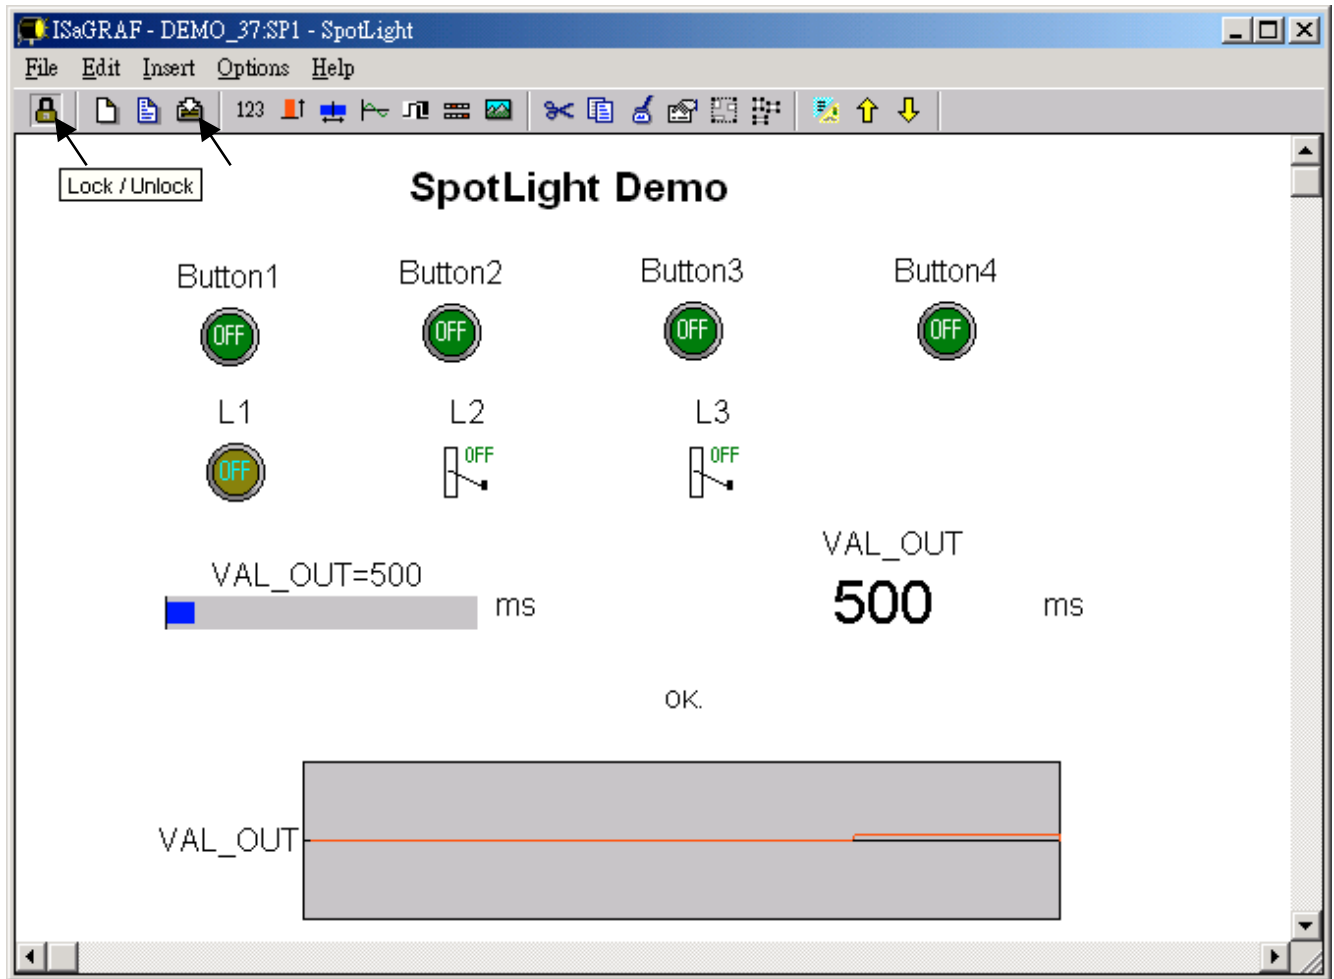 ISaGRAF - DEMO_37:SP1 - SpotLight
File Edit Insert Options Help
123
Lock / Unlock
SpotLight Demo
Button1 Button2 Button3 Button4
OFF OFF OFF OFF
L1 L2 L3
OFF OFF OFF
VAL_OUT
VAL_OUT=500
500 ms
ms
OK.
VAL_OUT